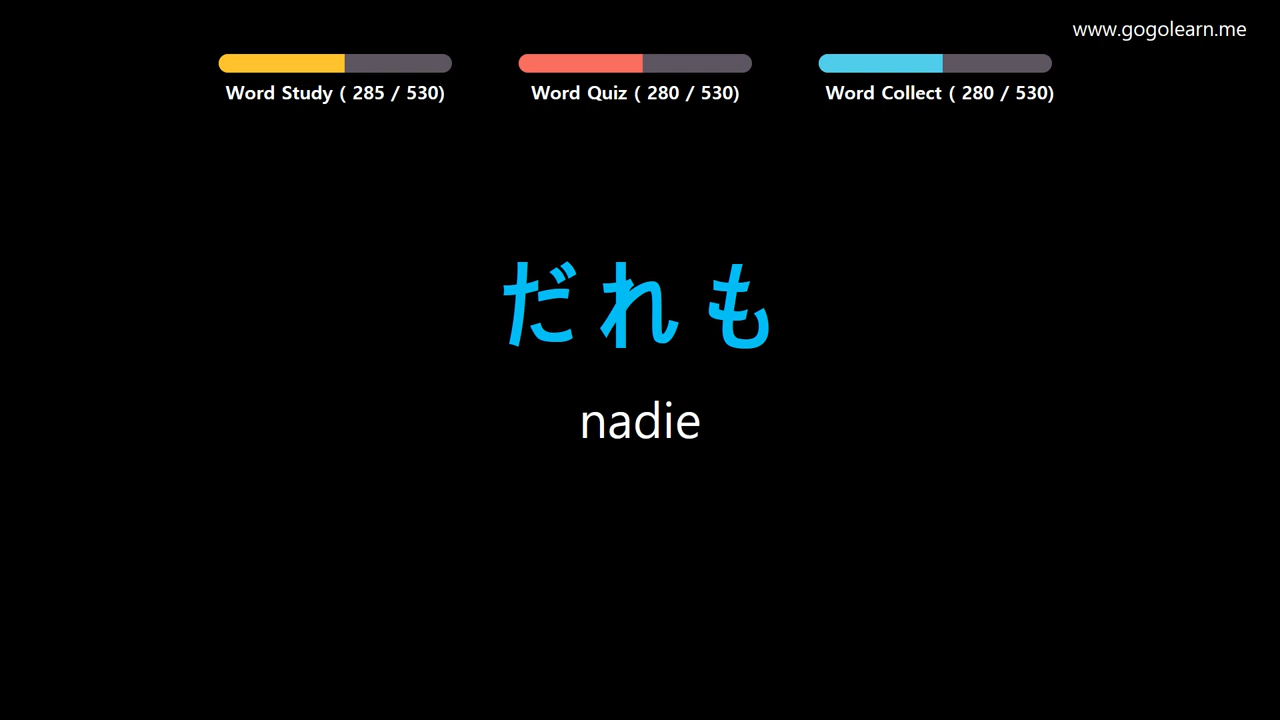 www.gogolearn.me
Word Study ( 285 / 530)
Word Quiz ( 280 / 530)
Word Collect ( 280 / 530)
だれも
nadie